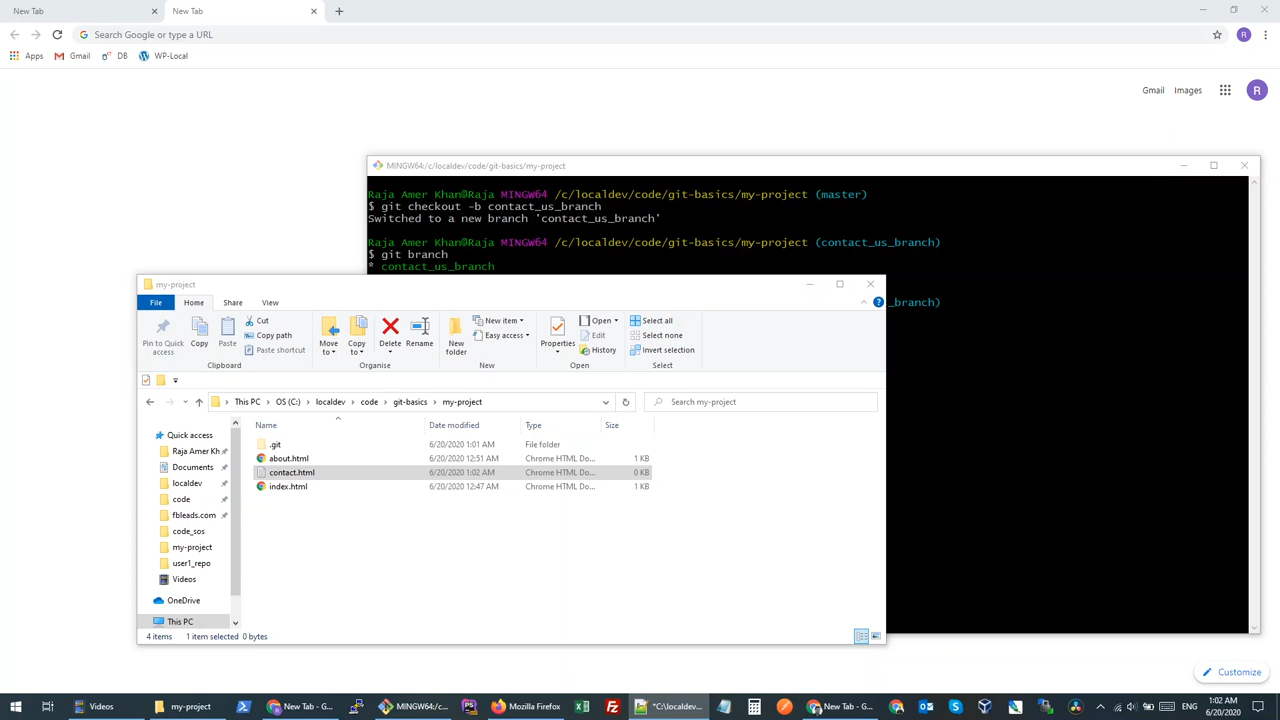 New Tab
New Tab
Search Google or type a URL
Apps Gmail DB WP-Local
Gmail Images R
MINGW64:/c/localdev/code/git-basics/my-project
Raja Amer Khan@Raja MINGW64 /c/localdev/code/git-basics/my-project (master)
$ git checkout -b contact_us_branch
Switched to a new branch 'contact_us_branch'
Raja Amer Khan@Raja MINGW64 /c/localdev/code/git-basics/my-project (contact_us_branch)
$ git branch
* contact_us_branch
_branch)
my-project
File Home Share View
Pin to Quick access
Copy
Paste
Cut
Copy path
Paste shortcut
Clipboard
Move to
Copy to
Delete
Rename
Organise
New folder
New item
Easy access
New
Properties
Open
Edit
History
Open
Select all
Select none
Invert selection
Select
This PC > OS (C:) > localdev > code > git-basics > my-project
Search my-project
Name Date modified Type Size
.git 6/20/2020 1:01 AM File folder
about.html 6/20/2020 12:51 AM Chrome HTML Do... 1 KB
contact.html 6/20/2020 1:02 AM Chrome HTML Do... 0 KB
index.html 6/20/2020 12:47 AM Chrome HTML Do... 1 KB
Quick access
Raja Amer Kh
Documents
localdev
code
fbleads.com
code_sos
my-project
user1_repo
Videos
OneDrive
This PC
4 items 1 item selected 0 bytes
Customize
Videos
my-project
New Tab - G...
MINGW64:/c...
Mozilla Firefox
*C:\localdev...
New Tab - G...
1:02 AM
6/20/2020